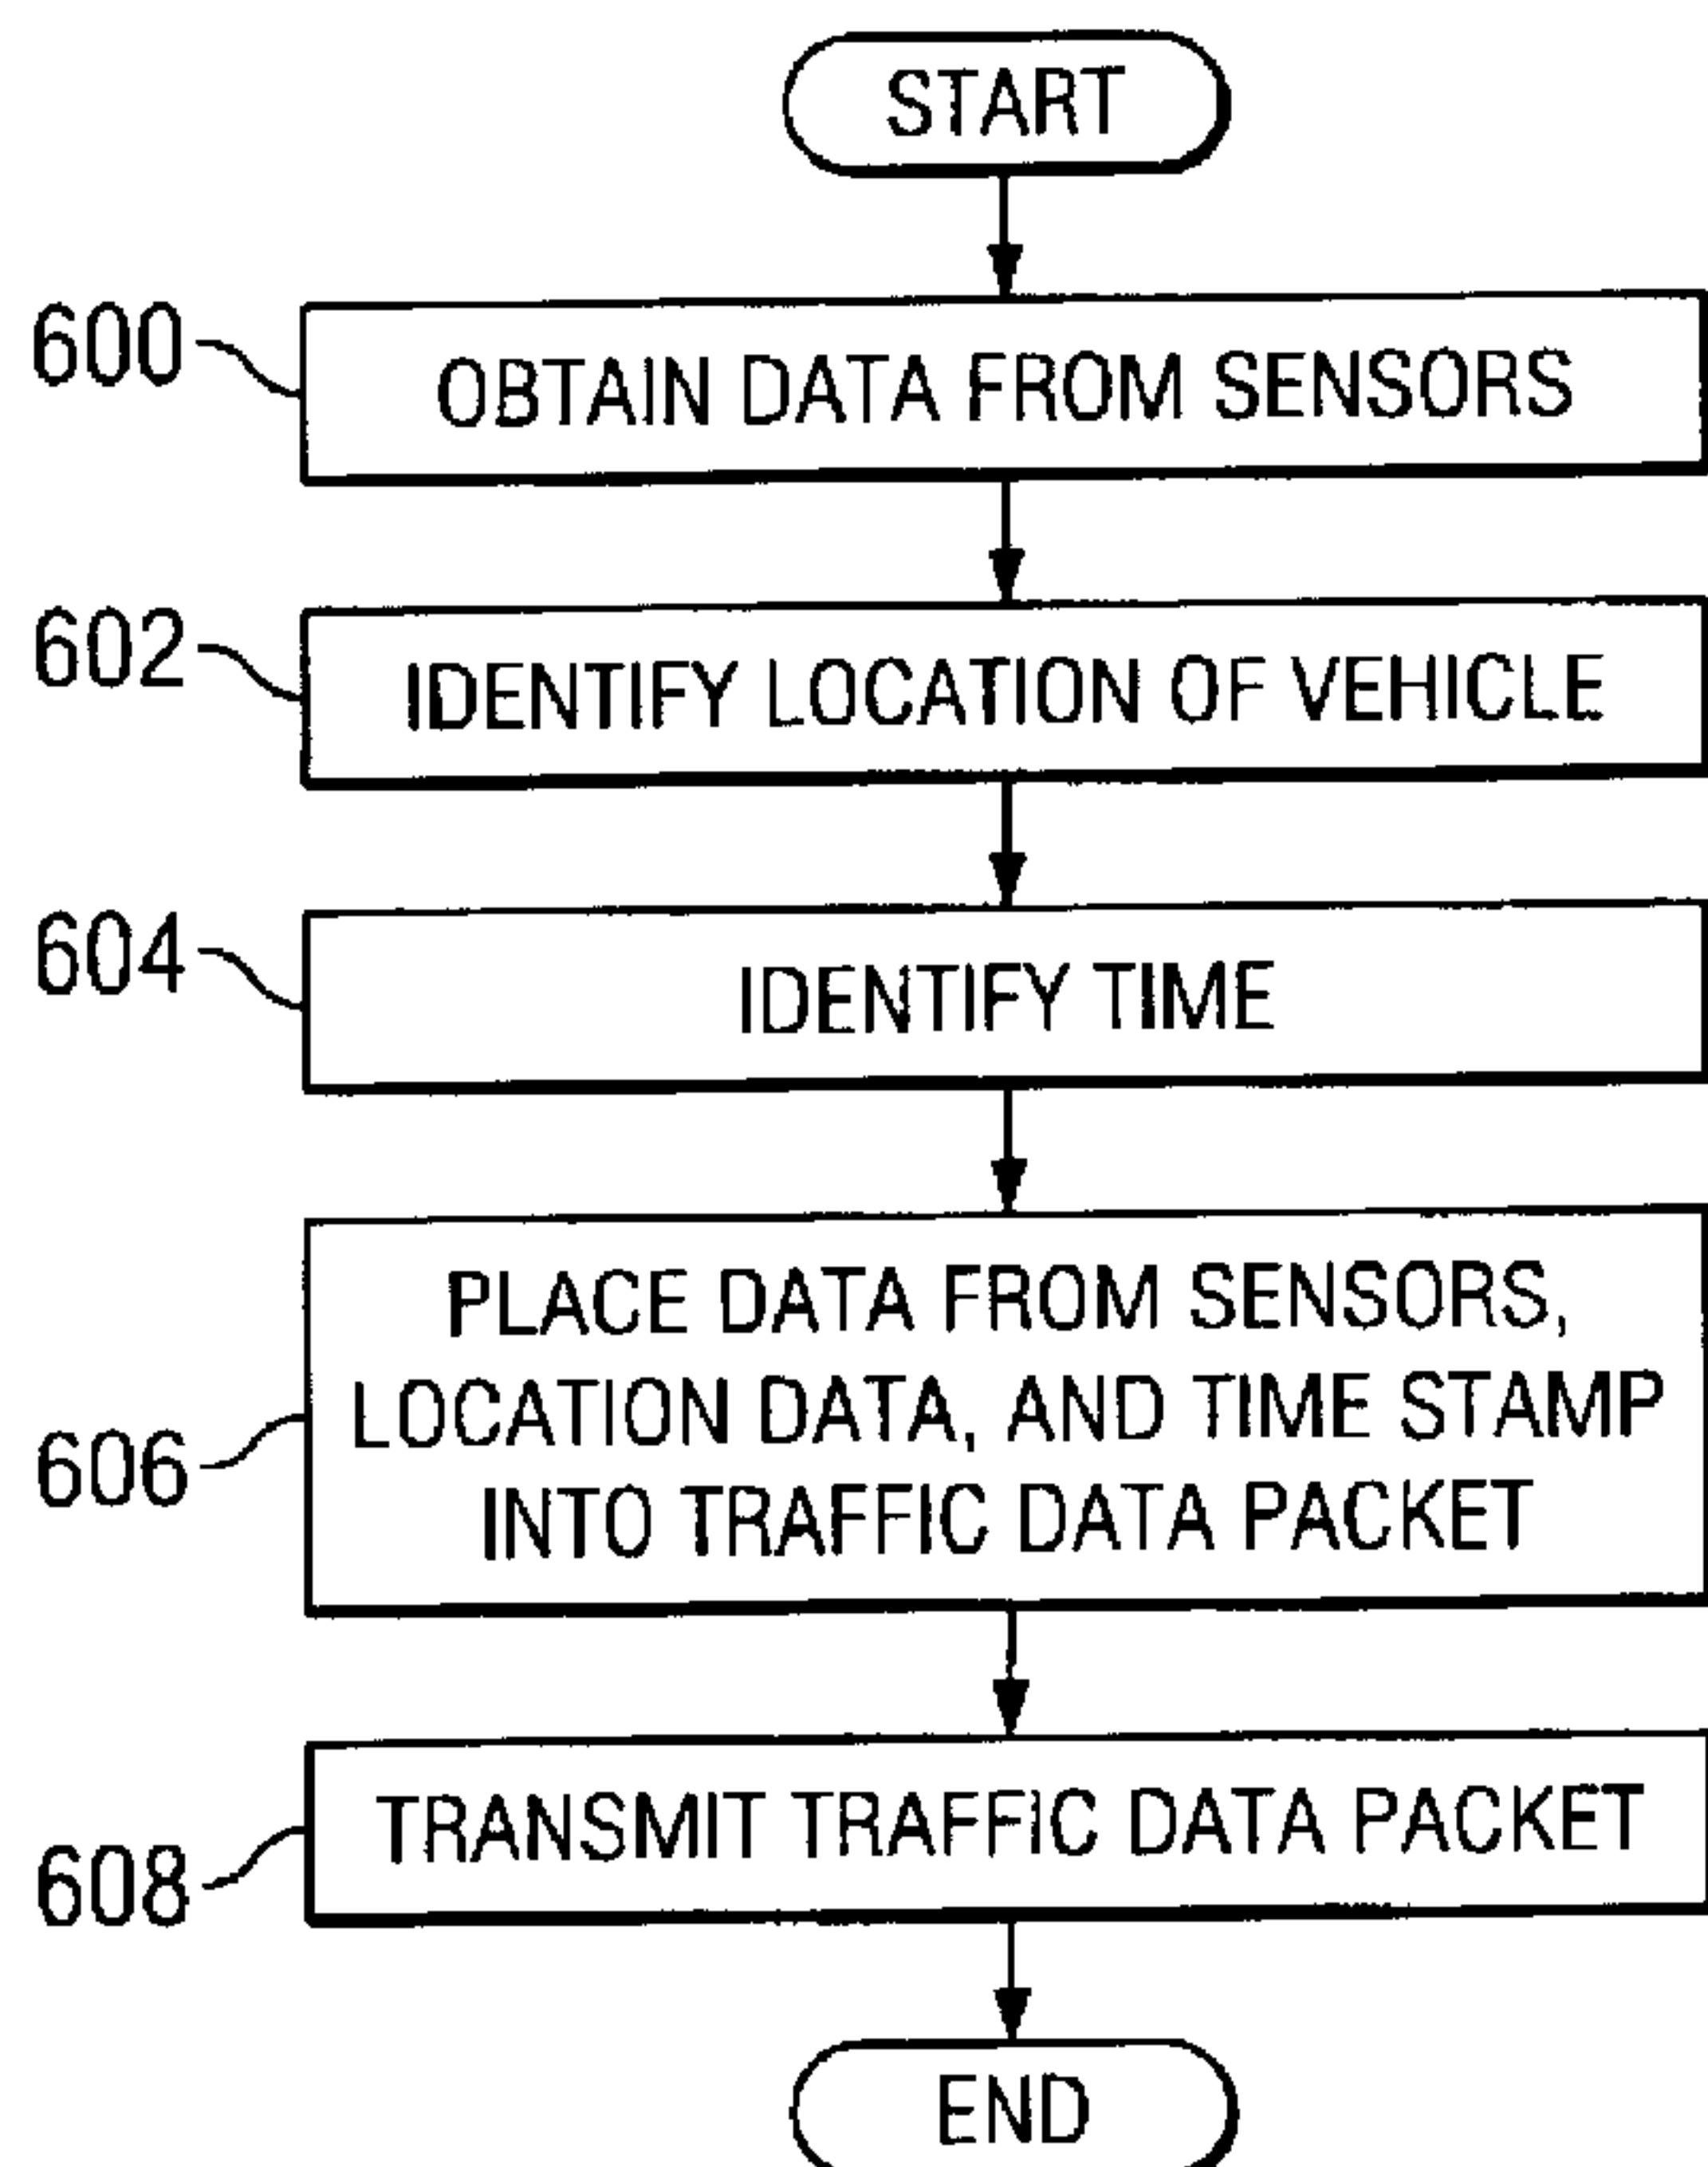 START
600
OBTAIN DATA FROM SENSORS
602
IDENTIFY LOCATION OF VEHICLE
604
IDENTIFY TIME
606
PLACE DATA FROM SENSORS,
LOCATION DATA, AND TIME STAMP
INTO TRAFFIC DATA PACKET
608
TRANSMIT TRAFFIC DATA PACKET
END